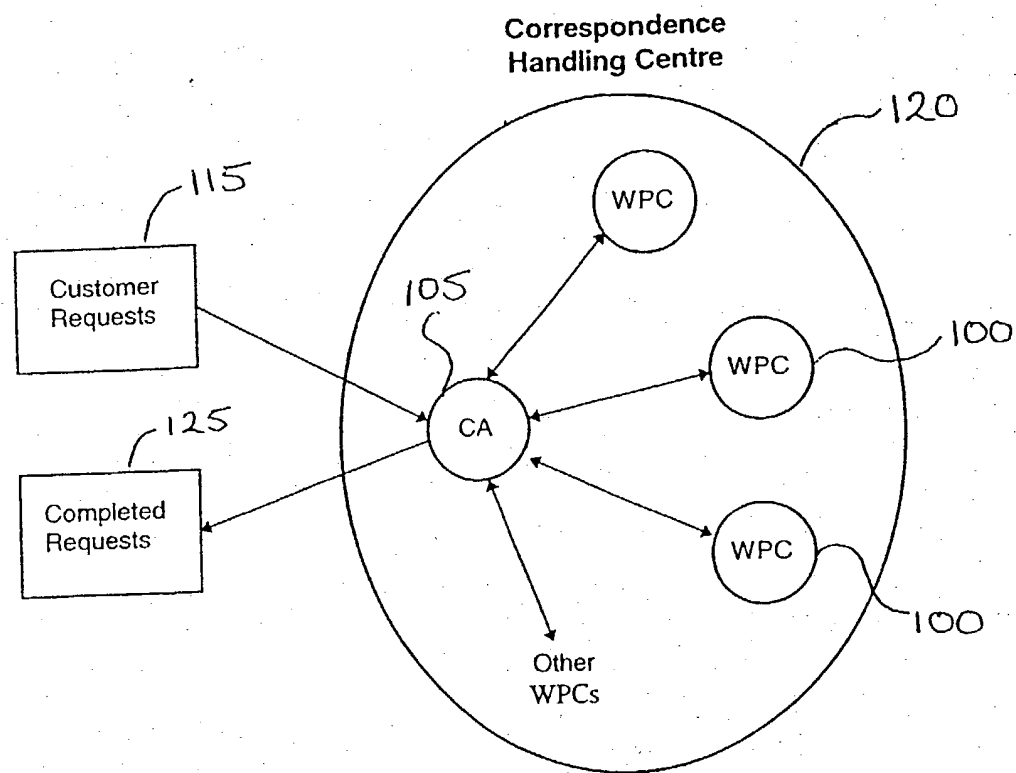 Correspondence
Handling Centre
120
115
WPC
Customer
Requests
105
100
WPC
CA
125
Completed
Requests
WPC
100
Other
WPCs